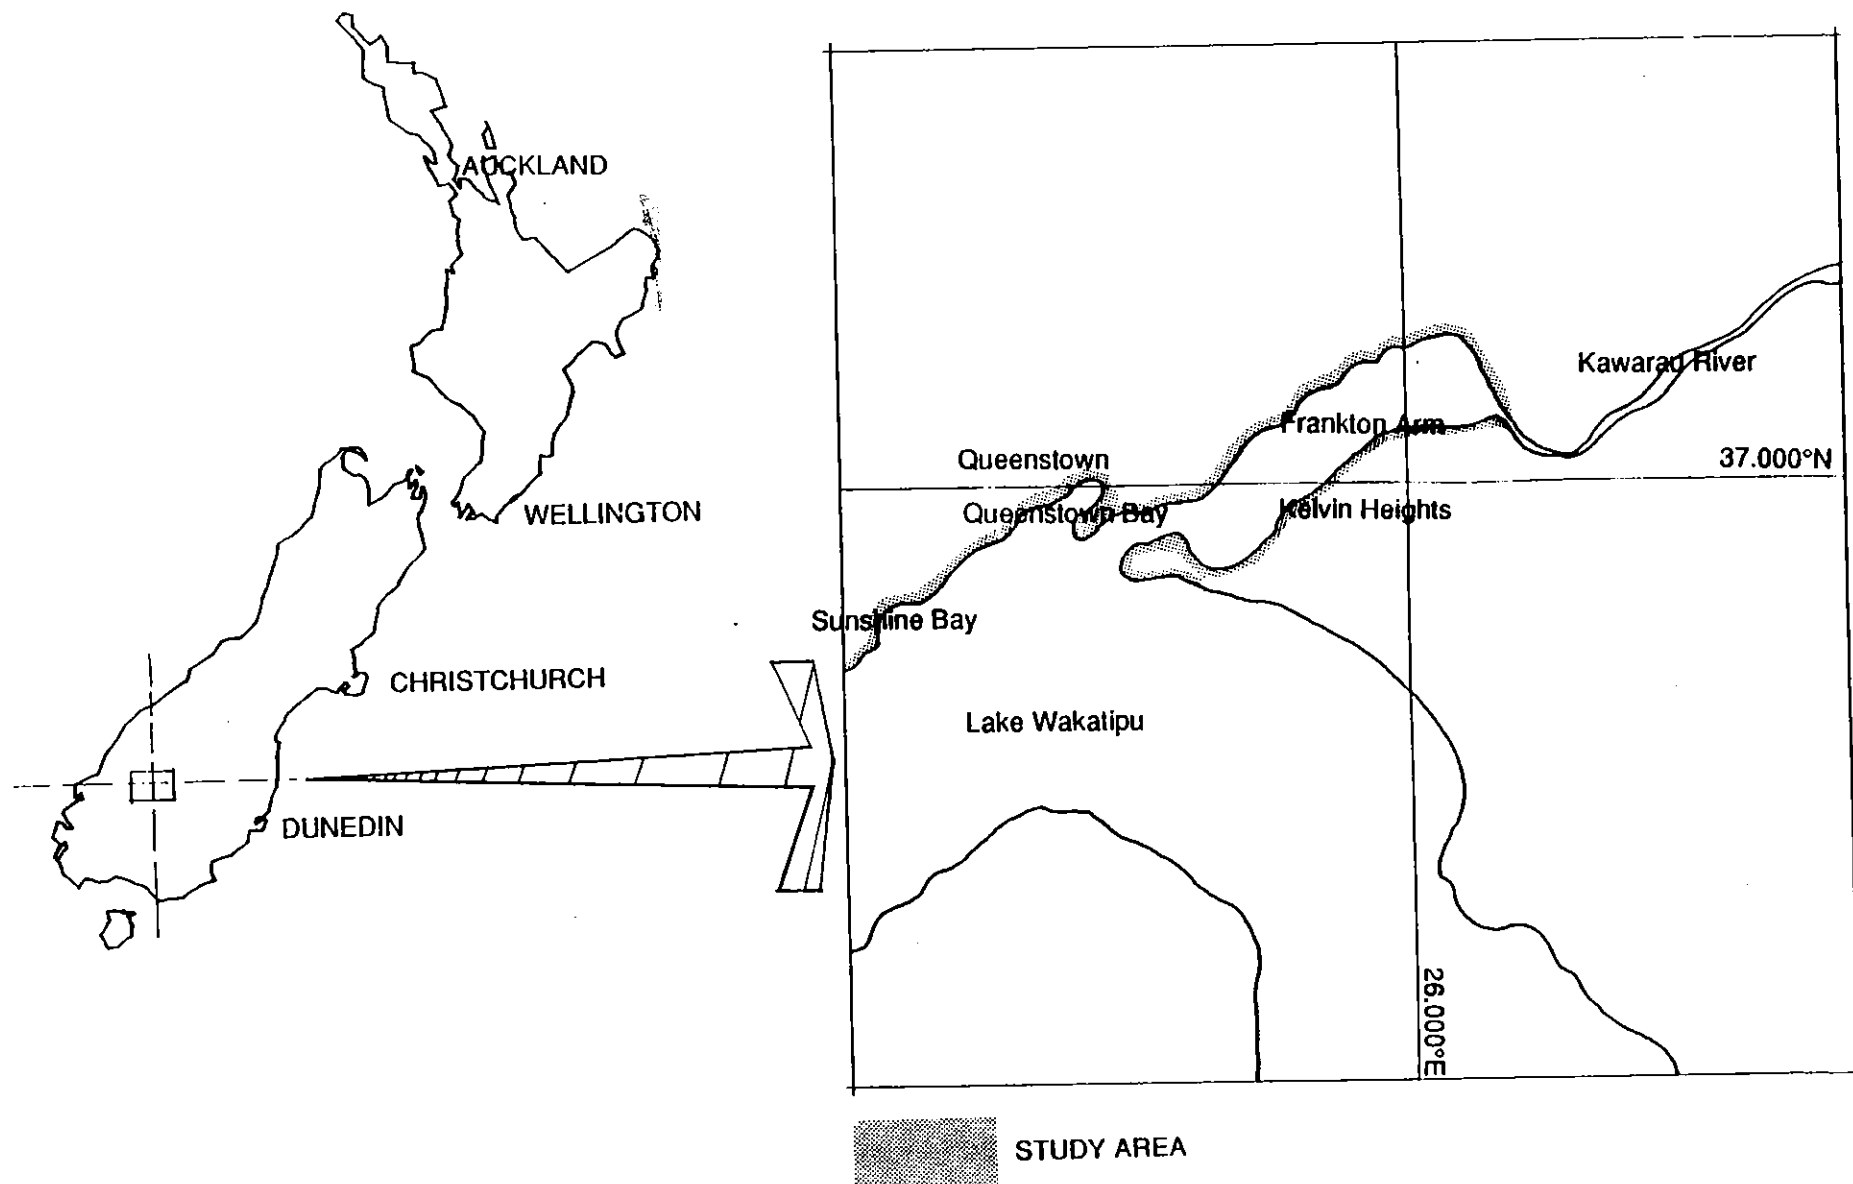 AUCKLAND
WELLINGTON
CHRISTCHURCH
DUNEDIN
Kawarau River
Frankton Arm
Queenstown
37.000°N
Queenstown Bay
Kelvin Heights
Sunshine Bay
Lake Wakatipu
26.000°E
STUDY AREA